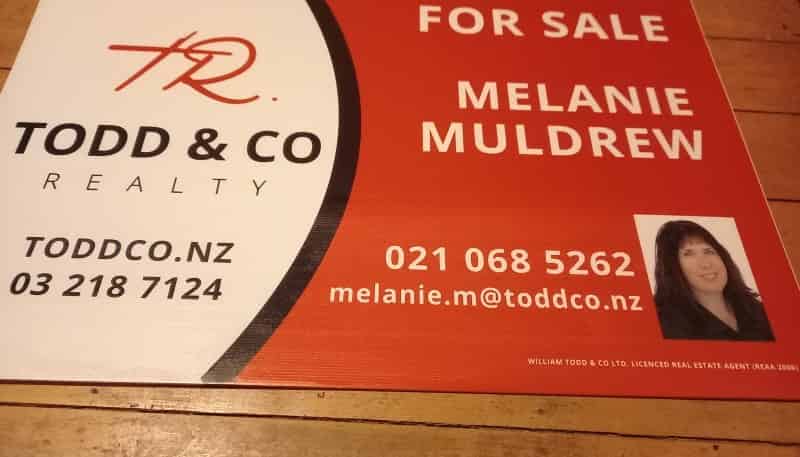 TR.
TODD & CO
REALTY
TODDCO.NZ
03 218 7124
FOR SALE
MELANIE
MULDREW
021 068 5262
melanie.m@toddco.nz
WILLIAM TODD & CO LTD. LICENCED REAL ESTATE AGENT (REAA 2008)